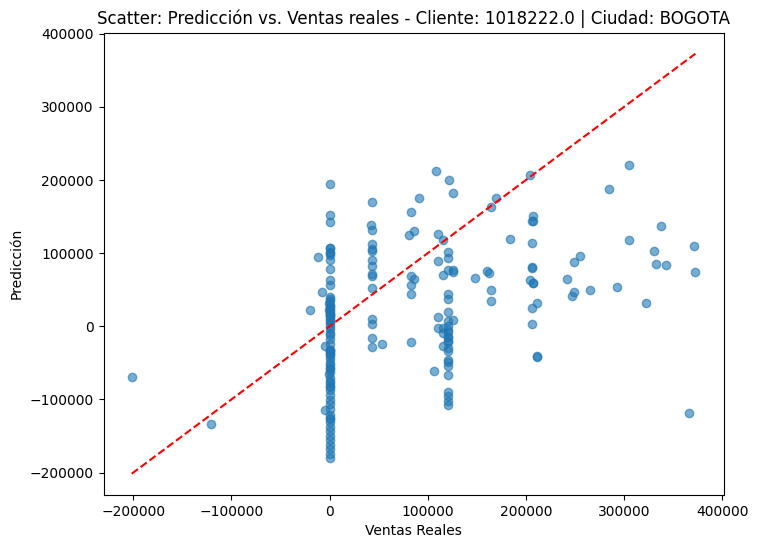 Scatter: Predicción vs. Ventas reales - Cliente: 1018222.0 | Ciudad: BOGOTA
400000
300000
200000
100000
0
−100000
−200000
Predicción
−200000 −100000 0 100000 200000 300000 400000
Ventas Reales